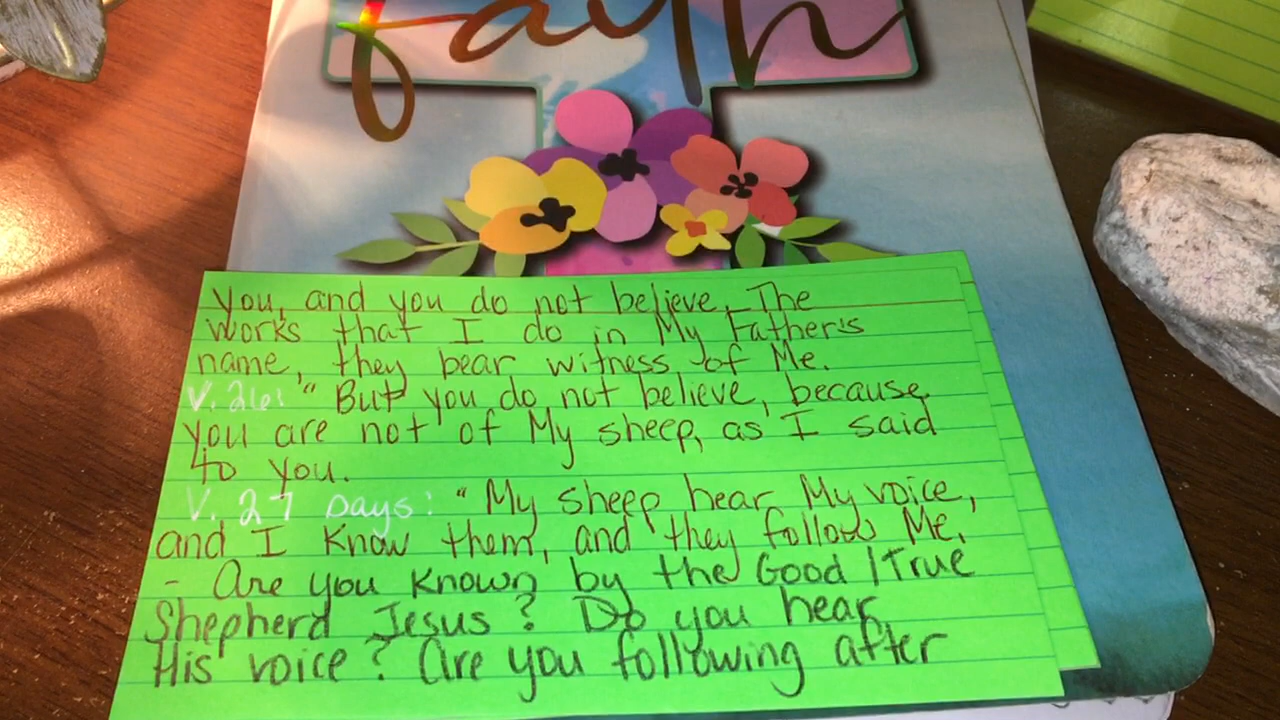 faith
you, and you do not believe. The
works that I do in My Father's
name, they bear witness of Me.
V. 26: "But you do not believe, because
you are not of My sheep, as I said
to you.
V. 27 Says: "My sheep hear My voice,
and I Know them, and they follow Me.
- Are you Known by the Good/True
Shepherd Jesus? Do you hear
His voice? Are you following after